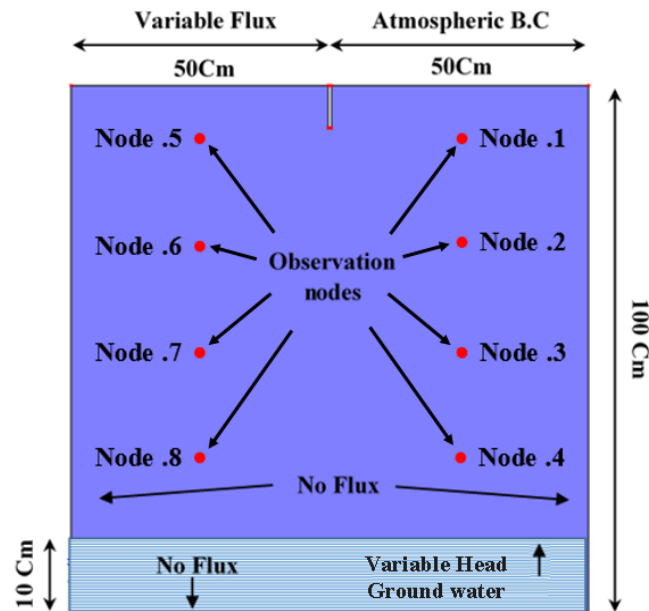 Variable Flux
Atmospheric B.C
50Cm
50Cm
Node .5
Node .1
Node .6
Node .2
Observation
nodes
Node .7
Node .3
100 Cm
Node .8
Node .4
No Flux
10 Cm
No Flux
Variable Head
Ground water